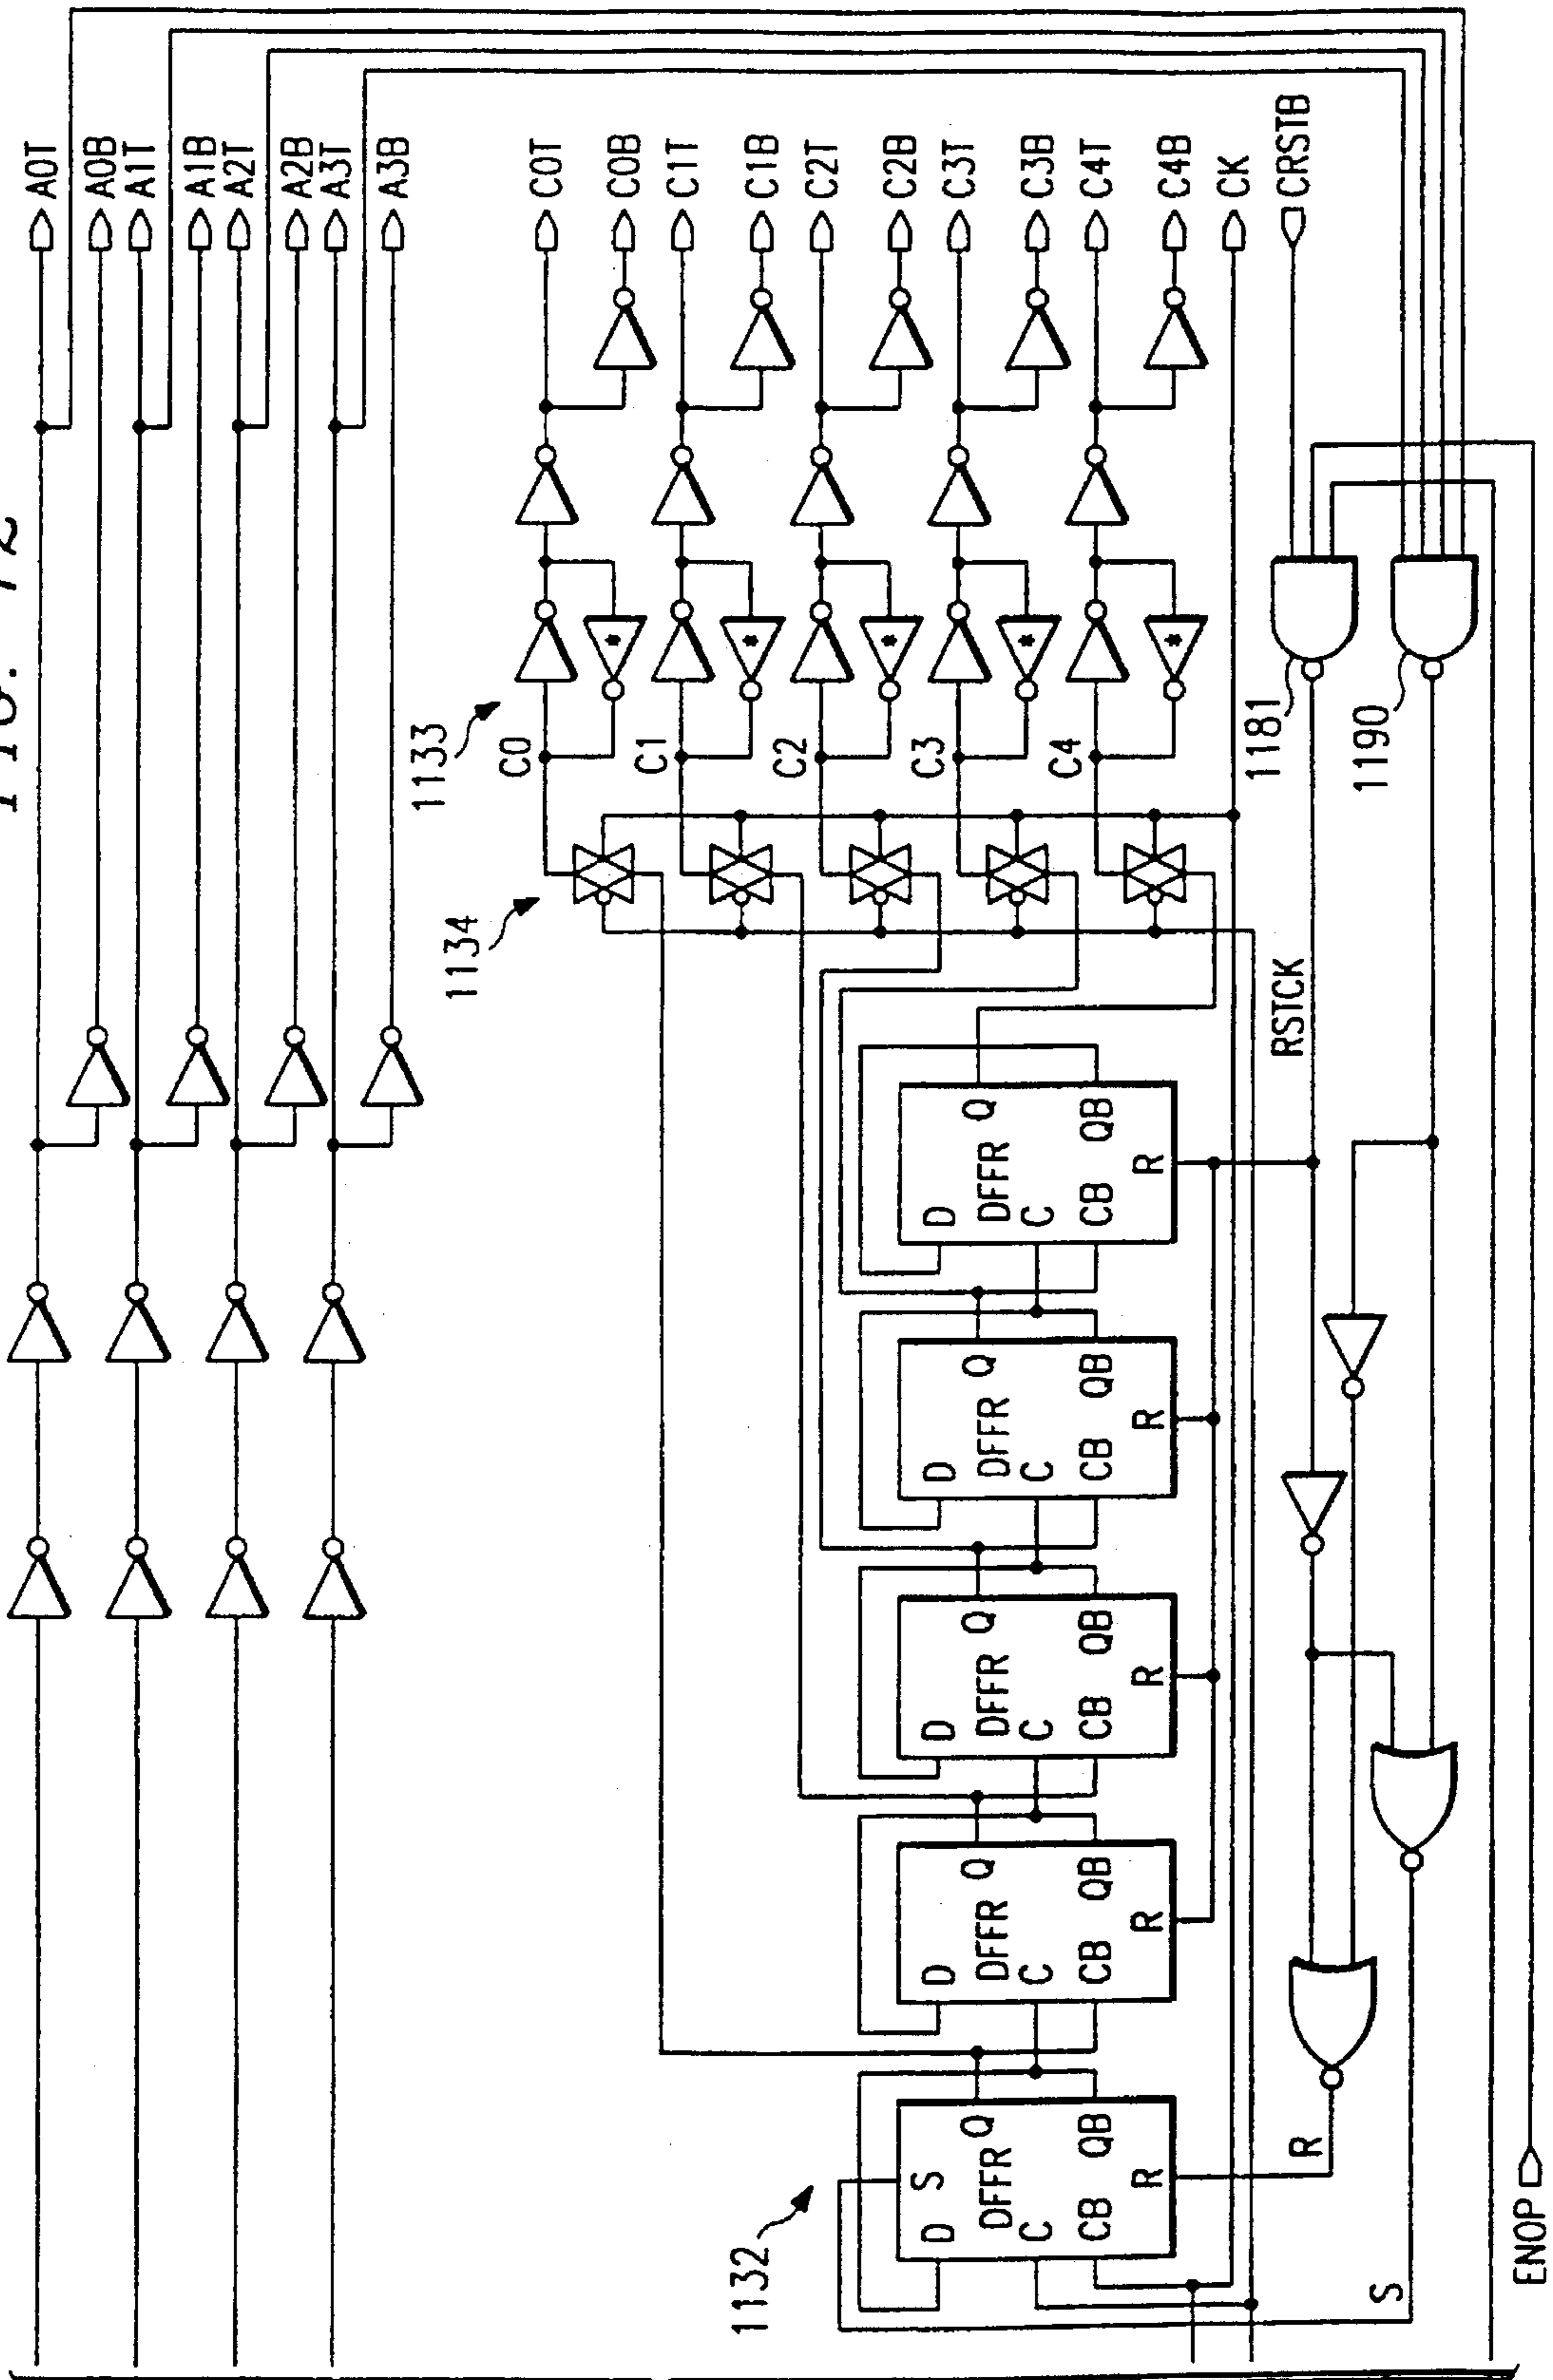 A0T
A0B
A1T
A1B
A2T
A2B
A3T
A3B
C0T
C0B
C1T
C1B
C2T
C2B
C3T
C3B
C4T
C4B
CK
CRSTB
1133
C0
C1
C2
C3
C4
1181
1190
1134
RSTCK
D Q
DFFR
C
CB QB
R
D Q
DFFR
C
CB QB
R
D Q
DFFR
C
CB QB
R
D Q
DFFR
C
CB QB
R
1132
D S Q
DFFR
C
CB QB
R
R
S
ENOP